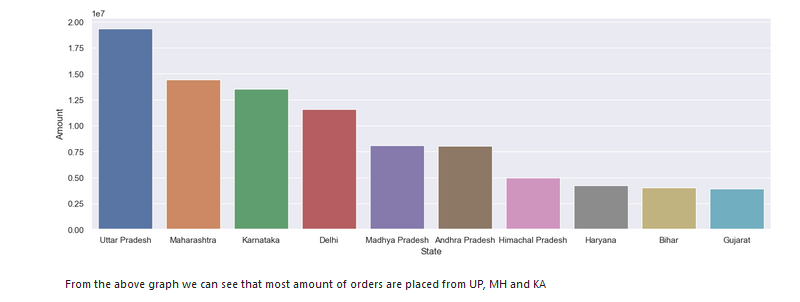 1e7
2.00
1.75
1.50
1.25
1.00
0.75
0.50
0.25
0.00
Amount
Uttar Pradesh Maharashtra Karnataka Delhi Madhya Pradesh Andhra Pradesh Himachal Pradesh Haryana Bihar Gujarat
State
From the above graph we can see that most amount of orders are placed from UP, MH and KA